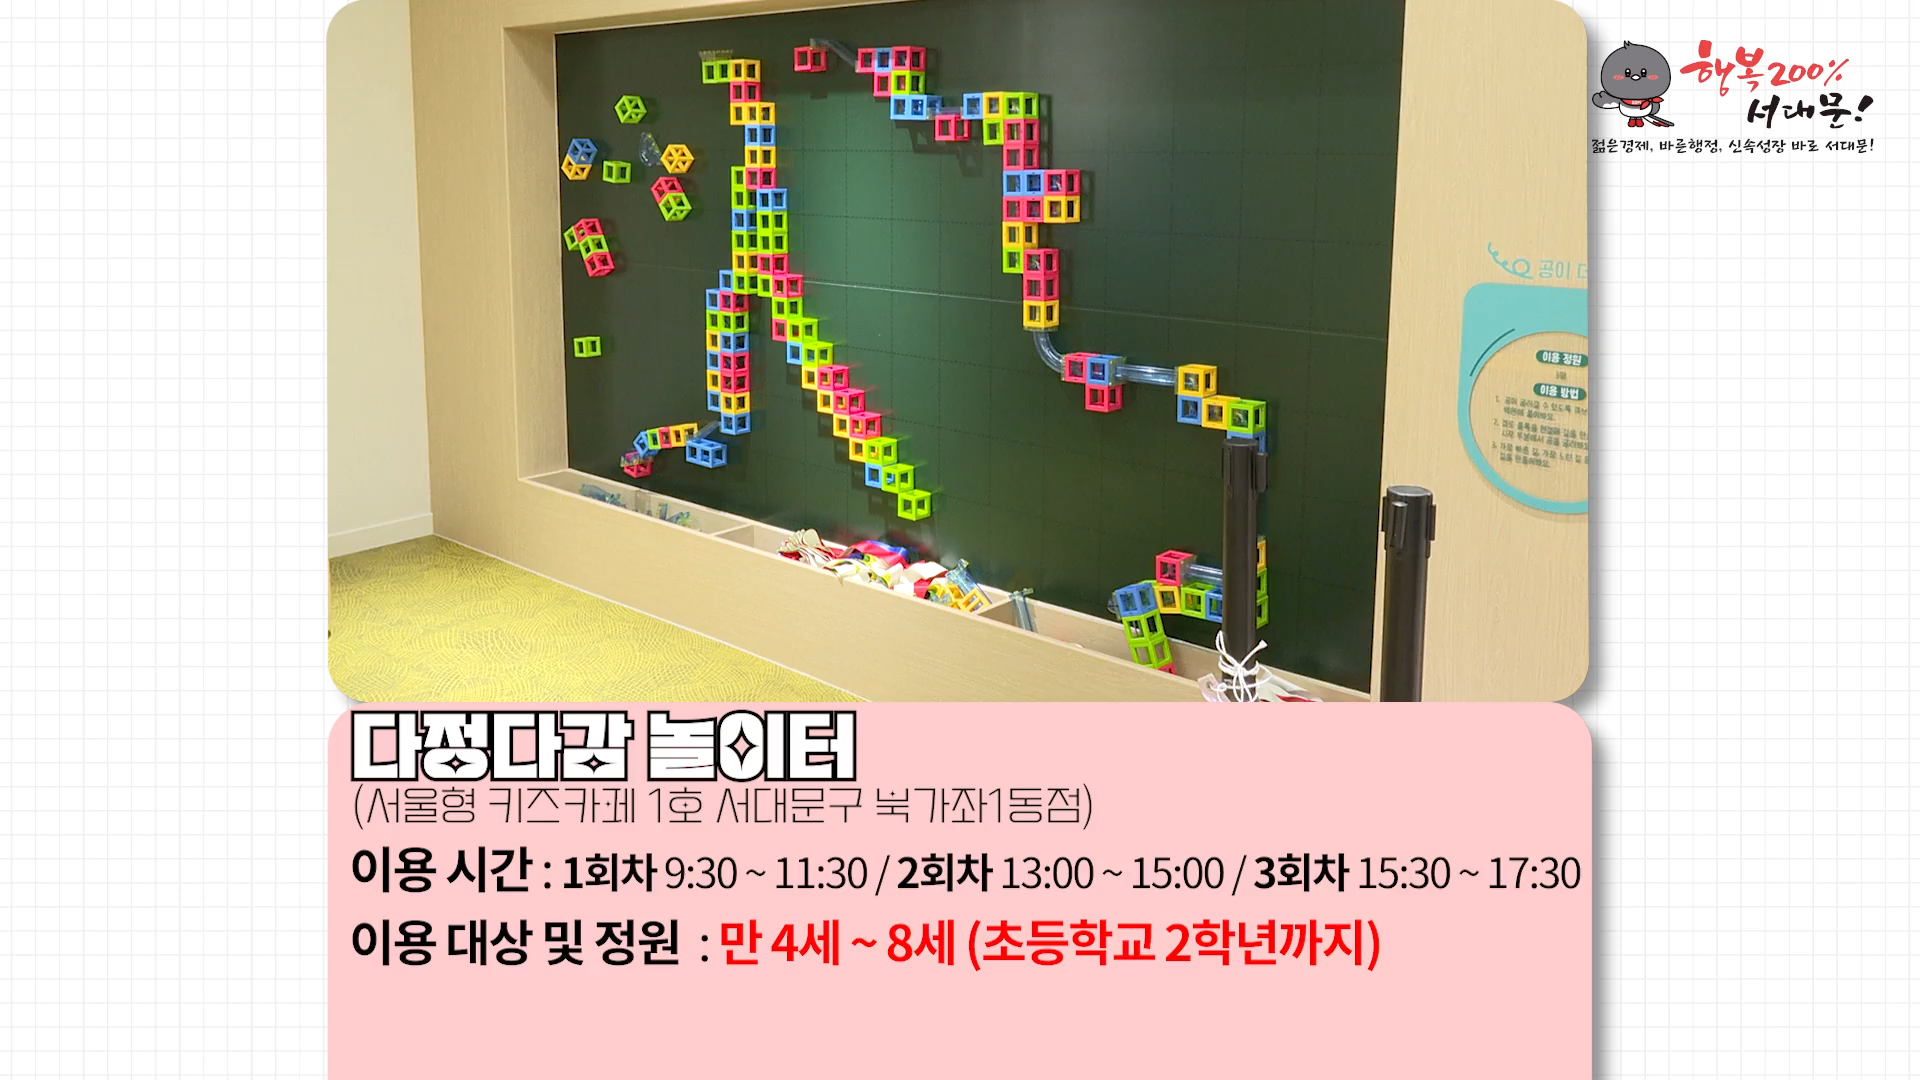 행복200%
서대문!
젊은경제, 바른행정, 신속성장 바로 서대문!
공이
이용 정원
이용 방법
다정다감 놀이터
(서울형 키즈카페 1호 서대문구 북가좌1동점)
이용 시간 : 1회차 9:30 ~ 11:30 / 2회차 13:00 ~ 15:00 / 3회차 15:30 ~ 17:30
이용 대상 및 정원 : 만 4세 ~ 8세 (초등학교 2학년까지)